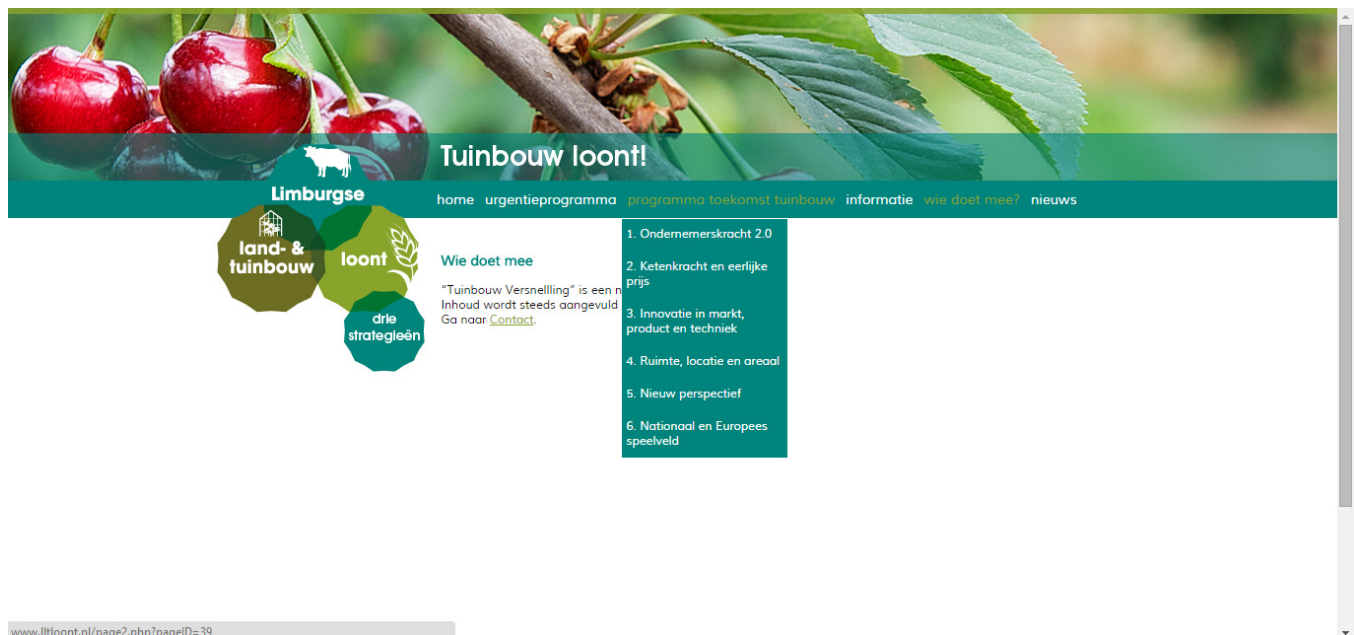 Tuinbouw loont!
Limburgse
land- &
tuinbouw
loont
drie
strategieën
home urgentieprogramma programma toekomst tuinbouw informatie wie doet mee? nieuws
1. Ondernemerskracht 2.0
2. Ketenkracht en eerlijke
prijs
3. Innovatie in markt,
product en techniek
4. Ruimte, locatie en areaal
5. Nieuw perspectief
6. Nationaal en Europees
speelveld
Wie doet mee
"Tuinbouw Versnellling" is een n
Inhoud wordt steeds aangevuld
Ga naar Contact.
www.lltloont.nl/page2.php?pageID=39